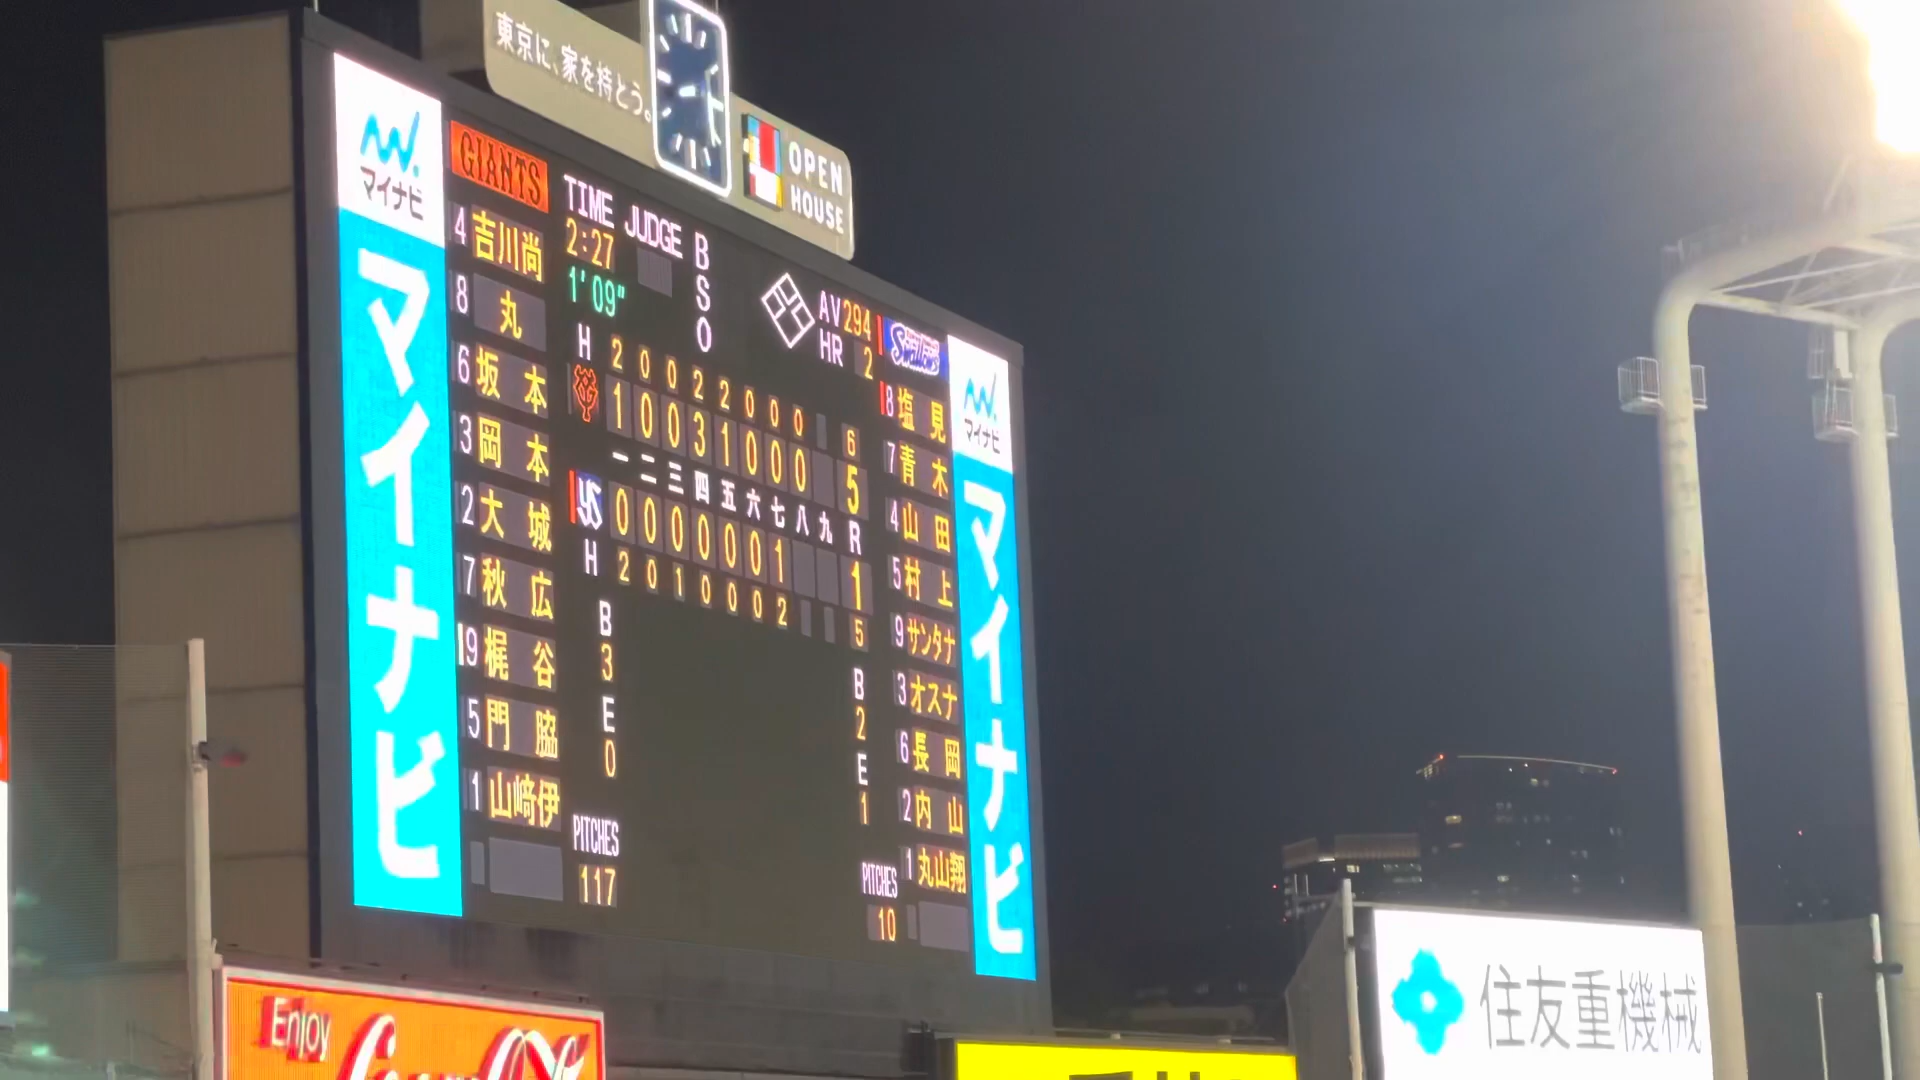 東京に、家を持とう。
OPEN
HOUSE
マイナビ
マイナビ
GIANTS
4 吉川尚
8 丸
6 坂本
3 岡本
2 大城
7 秋広
9 梶谷
5 門脇
1 山﨑伊
TIME
2:27
1'09"
JUDGE
B
S
O
AV 294
HR 2
H 2 0 0 2 2 0 0 0 6
1 0 0 3 1 0 0 0 5
一 二 三 四 五 六 七 八 九 R
YS 0 0 0 0 0 0 1 1
H 2 0 1 0 0 0 2 5
B
3
E
0
PITCHES
117
B
2
E
1
PITCHES
10
Swallows
8 塩見
7 青木
4 山田
5 村上
9 サンタナ
3 オスナ
6 長岡
2 内山
1 丸山翔
マイナビ
マイナビ
Enjoy
住友重機械